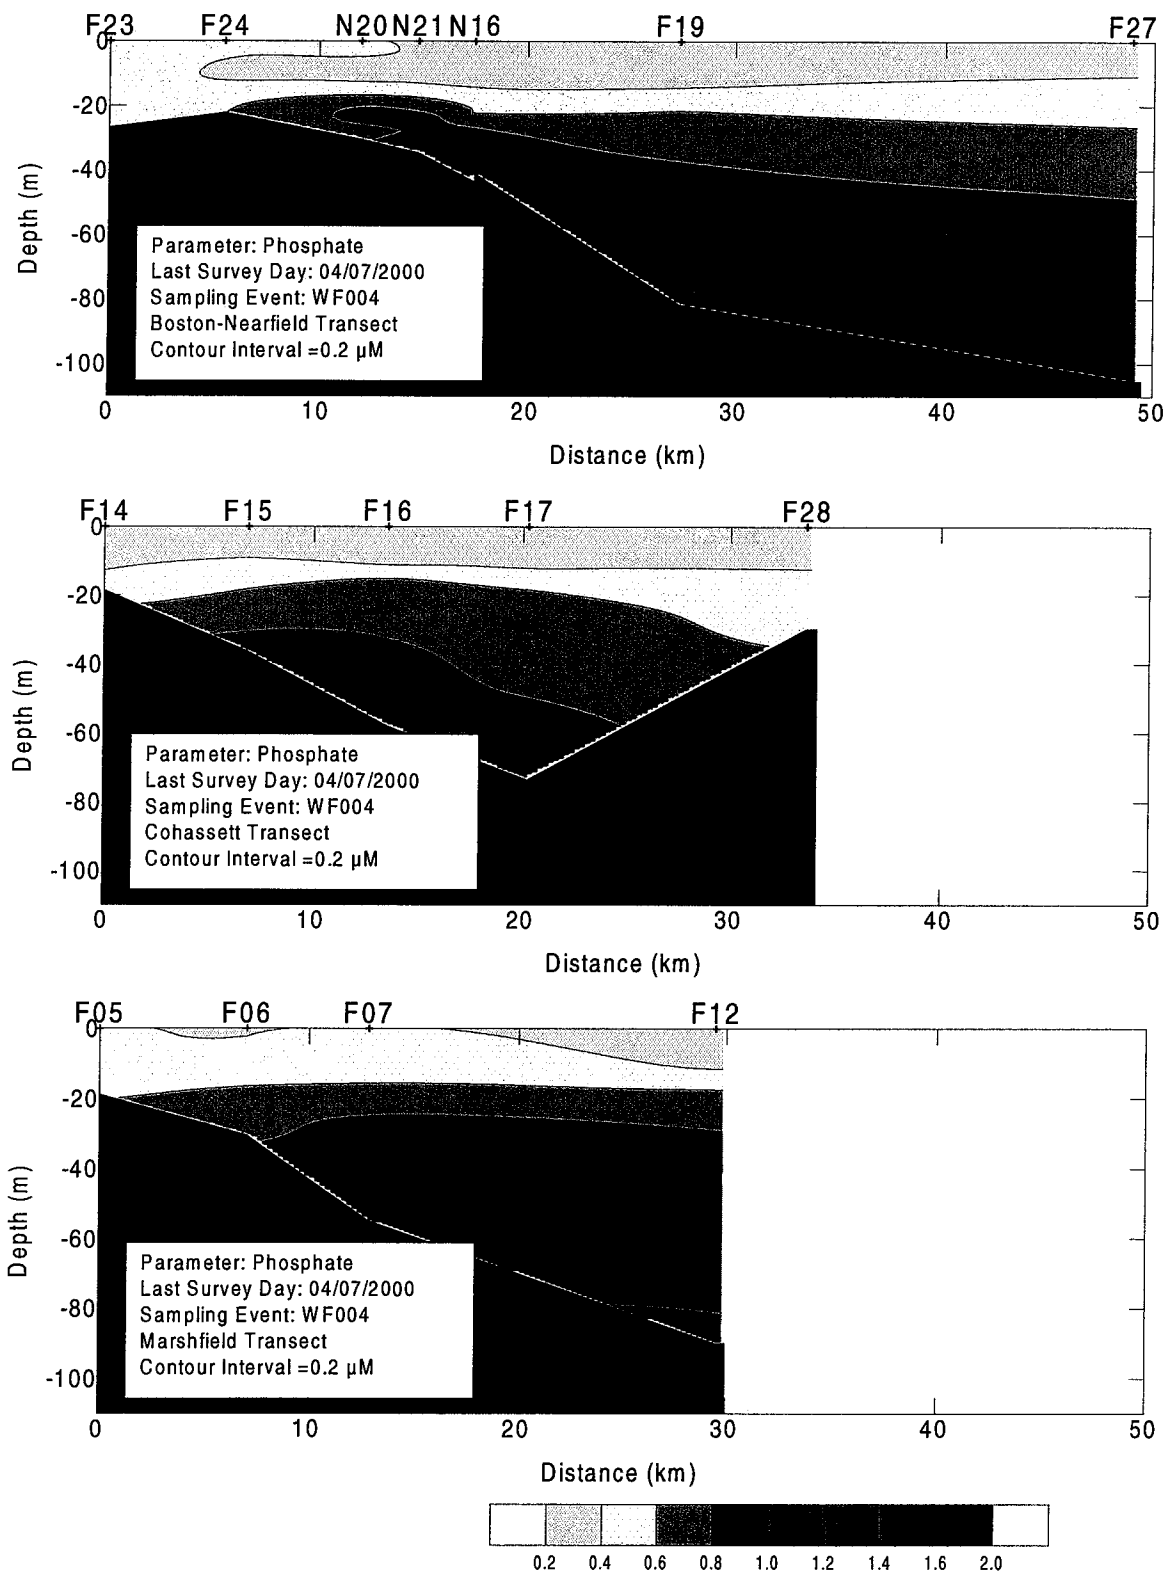 F23 F24 N20 N21 N16 F19 F27
0
-20
-40
-60
-80
-100
Depth (m)
Parameter: Phosphate
Last Survey Day: 04/07/2000
Sampling Event: WF004
Boston-Nearfield Transect
Contour Interval =0.2 µM
0 10 20 30 40 50
Distance (km)
F14 F15 F16 F17 F28
0
-20
-40
-60
-80
-100
Depth (m)
Parameter: Phosphate
Last Survey Day: 04/07/2000
Sampling Event: WF004
Cohassett Transect
Contour Interval =0.2 µM
0 10 20 30 40 50
Distance (km)
F05 F06 F07 F12
0
-20
-40
-60
-80
-100
Depth (m)
Parameter: Phosphate
Last Survey Day: 04/07/2000
Sampling Event: WF004
Marshfield Transect
Contour Interval =0.2 µM
0 10 20 30 40 50
Distance (km)
0.2 0.4 0.6 0.8 1.0 1.2 1.4 1.6 2.0